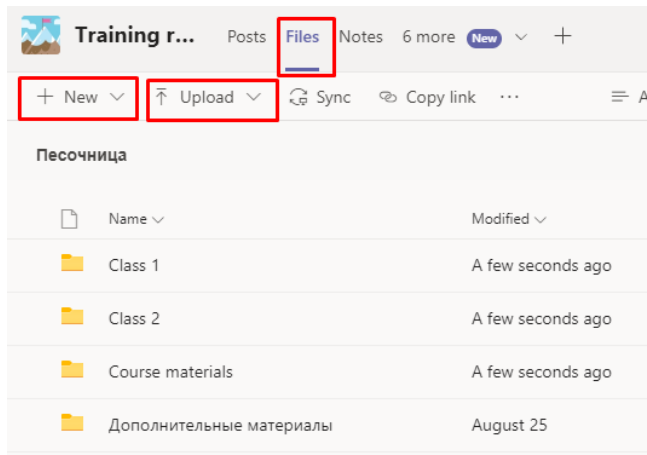 Training r... Posts Files Notes 6 more New
New Upload Sync Copy link ... A
Песочница
Name Modified
Class 1 A few seconds ago
Class 2 A few seconds ago
Course materials A few seconds ago
Дополнительные материалы August 25